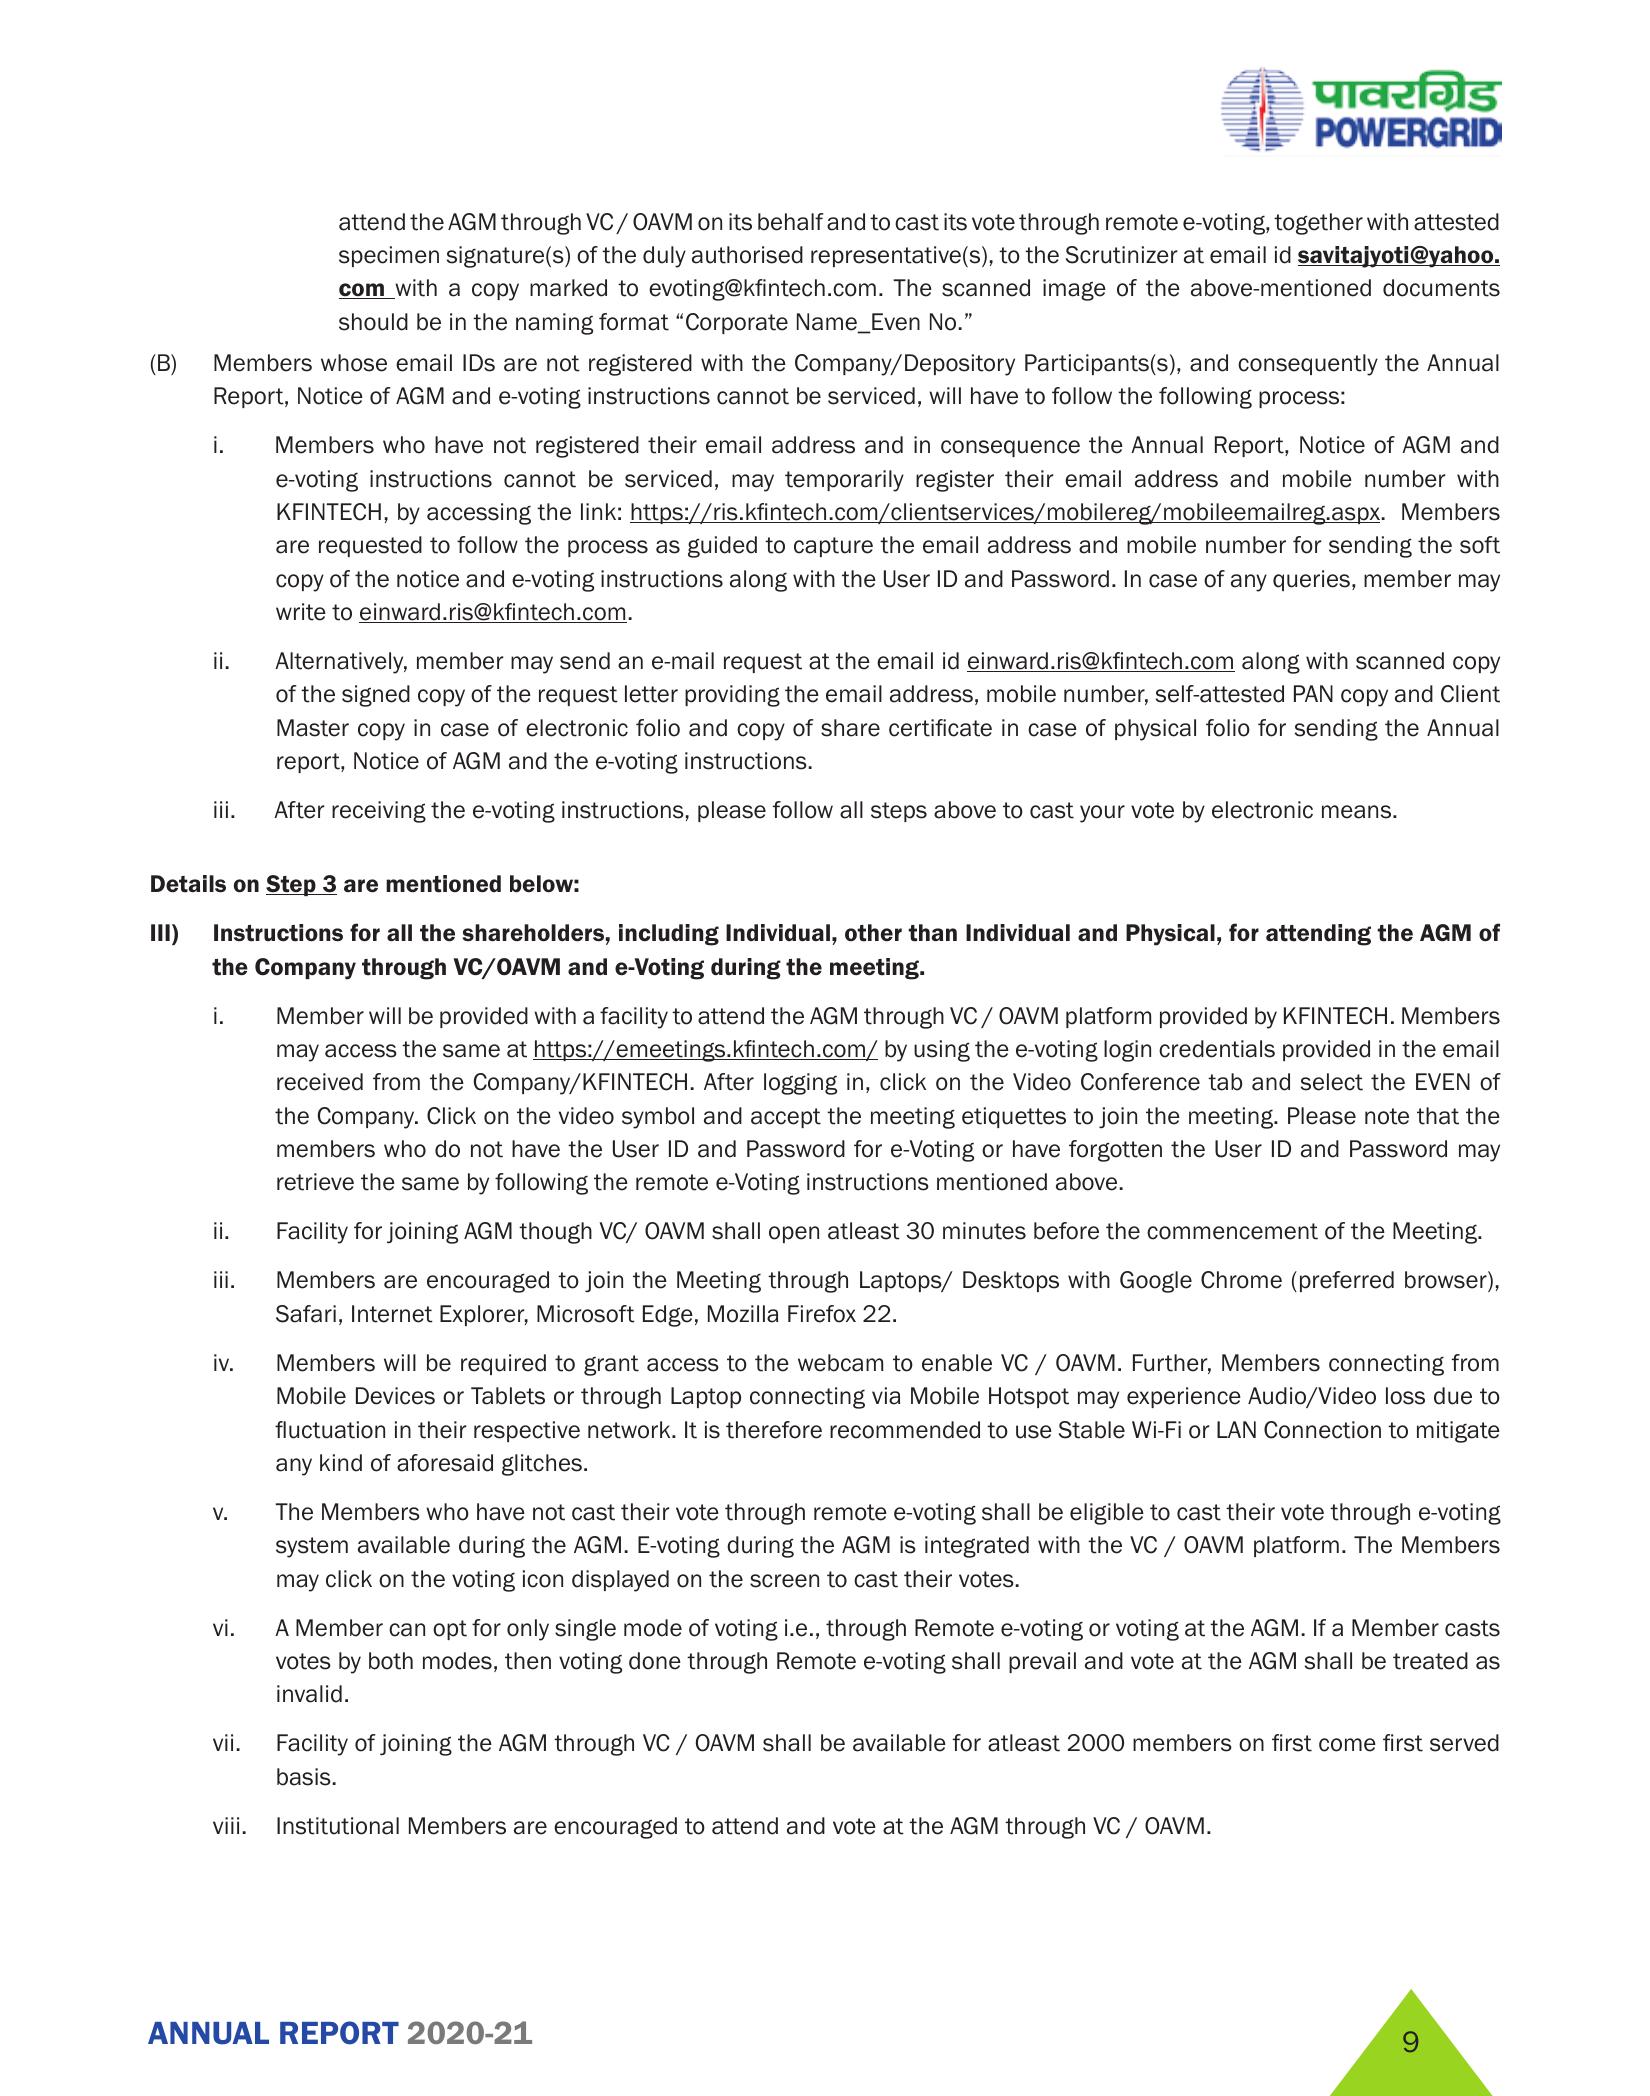 पावरग्रिड
POWERGRID
attend the AGM through VC / OAVM on its behalf and to cast its vote through remote e-voting, together with attested
specimen signature(s) of the duly authorised representative(s), to the Scrutinizer at email id savitajyoti@yahoo.
com with a copy marked to evoting@kfintech.com. The scanned image of the above-mentioned documents
should be in the naming format “Corporate Name_Even No.”
(B) Members whose email IDs are not registered with the Company/Depository Participants(s), and consequently the Annual
Report, Notice of AGM and e-voting instructions cannot be serviced, will have to follow the following process:
i. Members who have not registered their email address and in consequence the Annual Report, Notice of AGM and
e-voting instructions cannot be serviced, may temporarily register their email address and mobile number with
KFINTECH, by accessing the link: https://ris.kfintech.com/clientservices/mobilereg/mobileemailreg.aspx. Members
are requested to follow the process as guided to capture the email address and mobile number for sending the soft
copy of the notice and e-voting instructions along with the User ID and Password. In case of any queries, member may
write to einward.ris@kfintech.com.
ii. Alternatively, member may send an e-mail request at the email id einward.ris@kfintech.com along with scanned copy
of the signed copy of the request letter providing the email address, mobile number, self-attested PAN copy and Client
Master copy in case of electronic folio and copy of share certificate in case of physical folio for sending the Annual
report, Notice of AGM and the e-voting instructions.
iii. After receiving the e-voting instructions, please follow all steps above to cast your vote by electronic means.
Details on Step 3 are mentioned below:
III) Instructions for all the shareholders, including Individual, other than Individual and Physical, for attending the AGM of
the Company through VC/OAVM and e-Voting during the meeting.
i. Member will be provided with a facility to attend the AGM through VC / OAVM platform provided by KFINTECH. Members
may access the same at https://emeetings.kfintech.com/ by using the e-voting login credentials provided in the email
received from the Company/KFINTECH. After logging in, click on the Video Conference tab and select the EVEN of
the Company. Click on the video symbol and accept the meeting etiquettes to join the meeting. Please note that the
members who do not have the User ID and Password for e-Voting or have forgotten the User ID and Password may
retrieve the same by following the remote e-Voting instructions mentioned above.
ii. Facility for joining AGM though VC/ OAVM shall open atleast 30 minutes before the commencement of the Meeting.
iii. Members are encouraged to join the Meeting through Laptops/ Desktops with Google Chrome (preferred browser),
Safari, Internet Explorer, Microsoft Edge, Mozilla Firefox 22.
iv. Members will be required to grant access to the webcam to enable VC / OAVM. Further, Members connecting from
Mobile Devices or Tablets or through Laptop connecting via Mobile Hotspot may experience Audio/Video loss due to
fluctuation in their respective network. It is therefore recommended to use Stable Wi-Fi or LAN Connection to mitigate
any kind of aforesaid glitches.
v. The Members who have not cast their vote through remote e-voting shall be eligible to cast their vote through e-voting
system available during the AGM. E-voting during the AGM is integrated with the VC / OAVM platform. The Members
may click on the voting icon displayed on the screen to cast their votes.
vi. A Member can opt for only single mode of voting i.e., through Remote e-voting or voting at the AGM. If a Member casts
votes by both modes, then voting done through Remote e-voting shall prevail and vote at the AGM shall be treated as
invalid.
vii. Facility of joining the AGM through VC / OAVM shall be available for atleast 2000 members on first come first served
basis.
viii. Institutional Members are encouraged to attend and vote at the AGM through VC / OAVM.
ANNUAL REPORT 2020-21
9